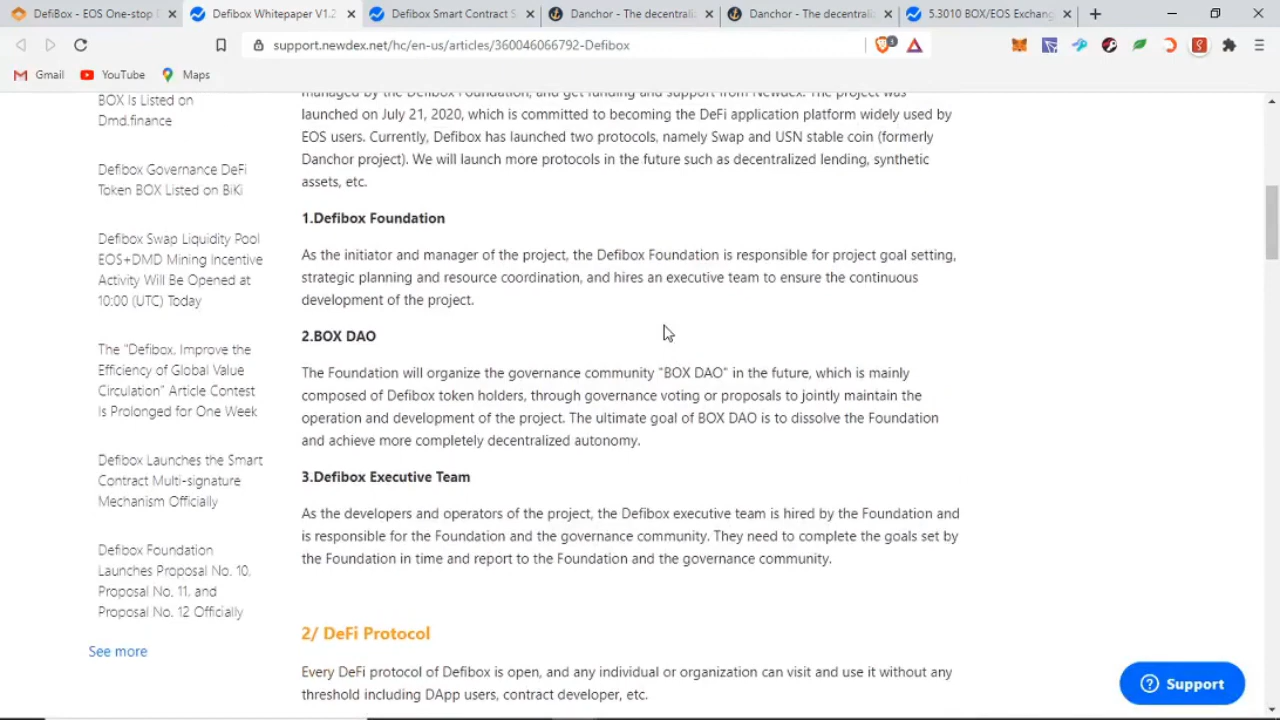 DefiBox - EOS One-stop D
Defibox Whitepaper V1.2
Defibox Smart Contract S
Danchor - The decentraliz
Danchor - The decentraliz
5.3010 BOX/EOS Exchang
support.newdex.net/hc/en-us/articles/360046066792-Defibox
Gmail
YouTube
Maps
BOX Is Listed on
Dmd.finance
Defibox Governance DeFi
Token BOX Listed on BiKi
Defibox Swap Liquidity Pool
EOS+DMD Mining Incentive
Activity Will Be Opened at
10:00 (UTC) Today
The "Defibox, Improve the
Efficiency of Global Value
Circulation" Article Contest
Is Prolonged for One Week
Defibox Launches the Smart
Contract Multi-signature
Mechanism Officially
Defibox Foundation
Launches Proposal No. 10,
Proposal No. 11, and
Proposal No. 12 Officially
See more
managed by the Defibox Foundation, and get funding and support from Newdex. The project was
launched on July 21, 2020, which is committed to becoming the DeFi application platform widely used by
EOS users. Currently, Defibox has launched two protocols, namely Swap and USN stable coin (formerly
Danchor project). We will launch more protocols in the future such as decentralized lending, synthetic
assets, etc.
1.Defibox Foundation
As the initiator and manager of the project, the Defibox Foundation is responsible for project goal setting,
strategic planning and resource coordination, and hires an executive team to ensure the continuous
development of the project.
2.BOX DAO
The Foundation will organize the governance community "BOX DAO" in the future, which is mainly
composed of Defibox token holders, through governance voting or proposals to jointly maintain the
operation and development of the project. The ultimate goal of BOX DAO is to dissolve the Foundation
and achieve more completely decentralized autonomy.
3.Defibox Executive Team
As the developers and operators of the project, the Defibox executive team is hired by the Foundation and
is responsible for the Foundation and the governance community. They need to complete the goals set by
the Foundation in time and report to the Foundation and the governance community.
2/ DeFi Protocol
Every DeFi protocol of Defibox is open, and any individual or organization can visit and use it without any
threshold including DApp users, contract developer, etc.
Support